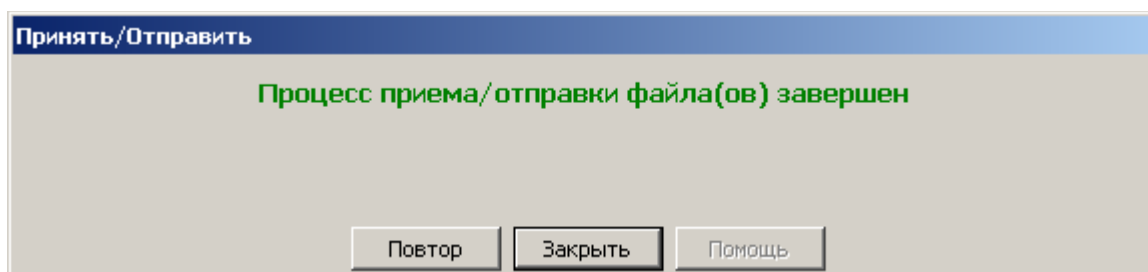 Принять/Отправить
Процесс приема/отправки файла(ов) завершен
Повтор Закрыть Помощь